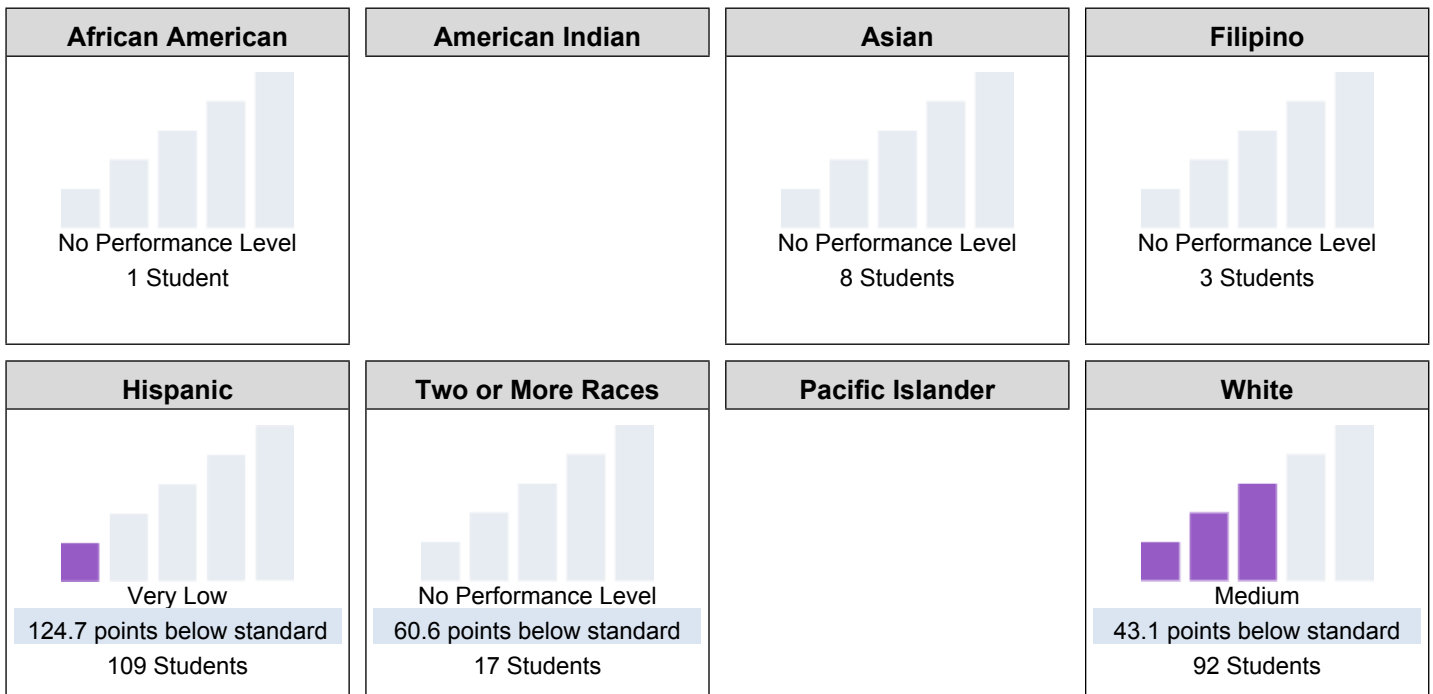 African American
No Performance Level
1 Student
American Indian
Asian
No Performance Level
8 Students
Filipino
No Performance Level
3 Students
Hispanic
Very Low
124.7 points below standard
109 Students
Two or More Races
No Performance Level
60.6 points below standard
17 Students
Pacific Islander
White
Medium
43.1 points below standard
92 Students